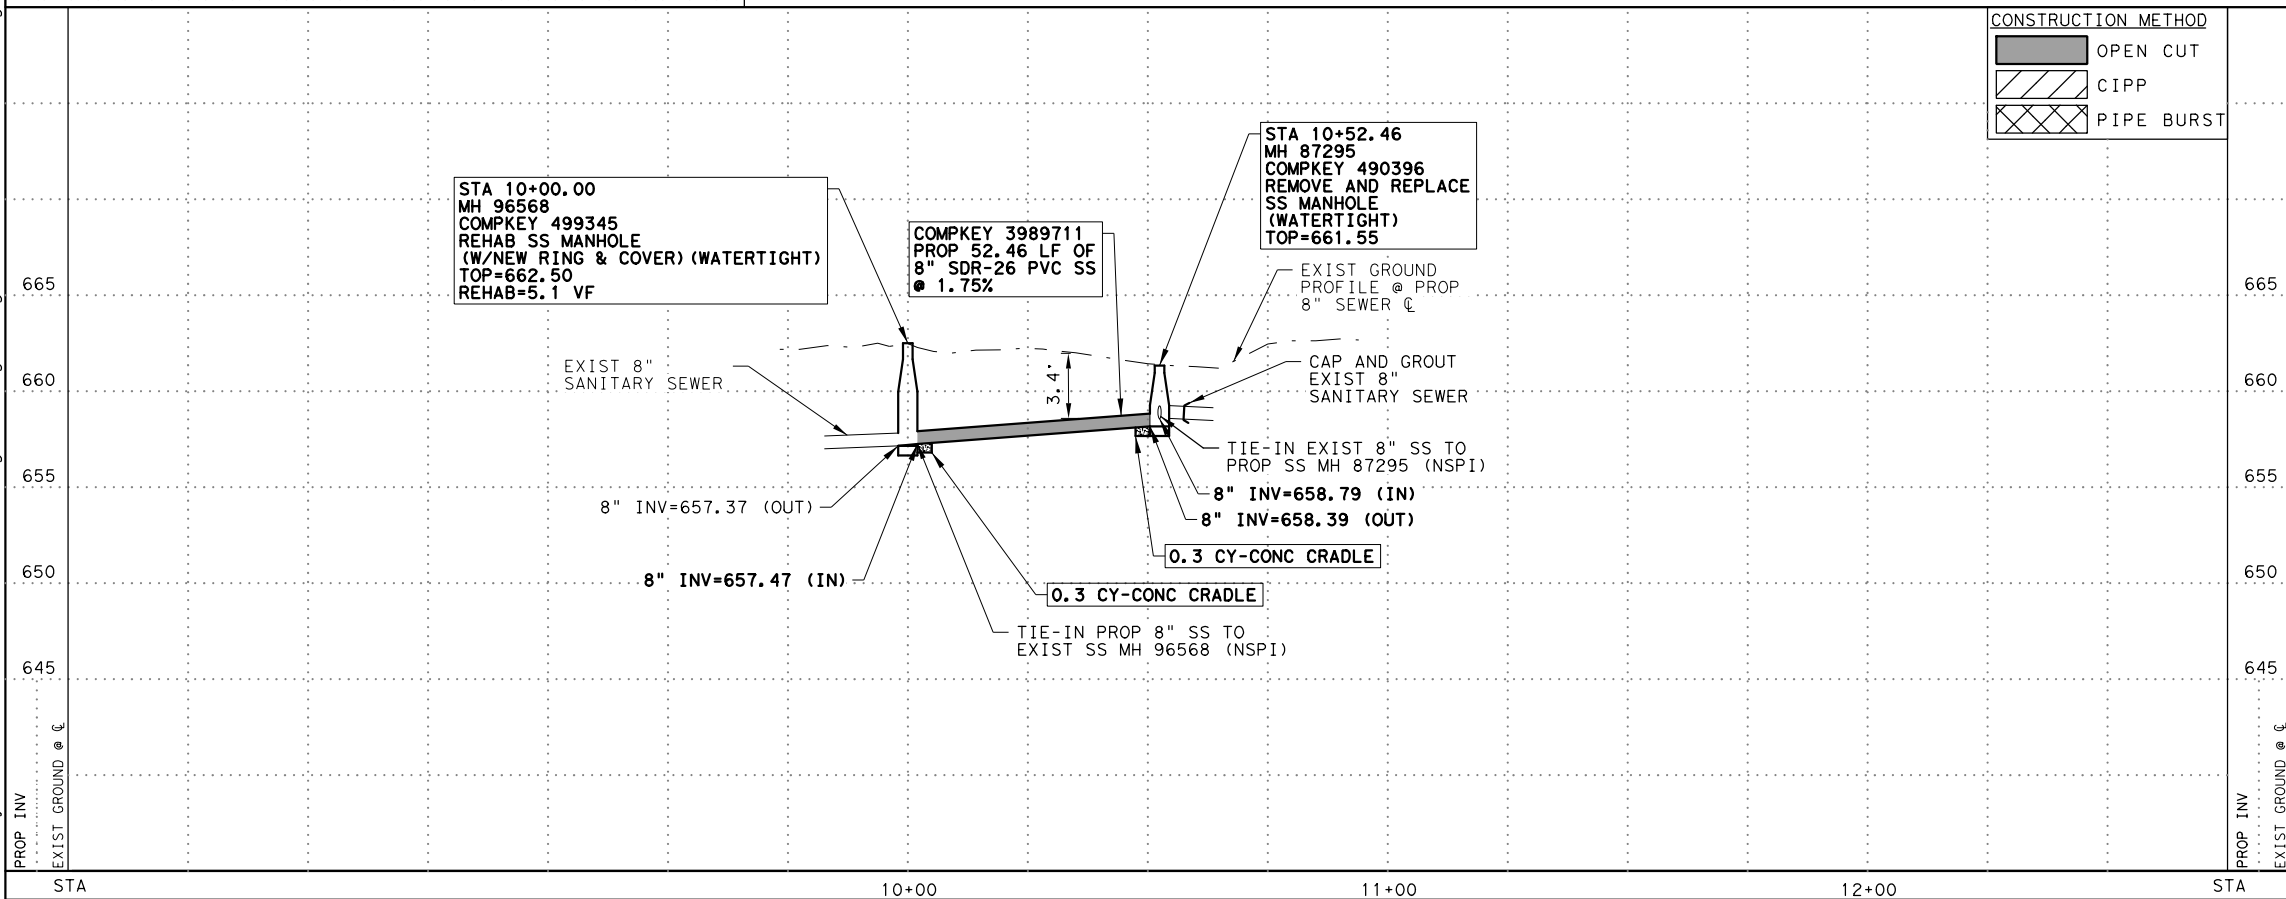 CONSTRUCTION METHOD
OPEN CUT
CIPP
PIPE BURST
STA 10+52.46
MH 87295
COMPKEY 490396
REMOVE AND REPLACE
SS MANHOLE
(WATERTIGHT)
TOP=661.55
STA 10+00.00
MH 96568
COMPKEY 499345
REHAB SS MANHOLE
(W/NEW RING & COVER) (WATERTIGHT)
TOP=662.50
REHAB=5.1 VF
COMPKEY 3989711
PROP 52.46 LF OF
8" SDR-26 PVC SS
@ 1.75%
EXIST GROUND
PROFILE @ PROP
8" SEWER ℄
665
665
EXIST 8"
SANITARY SEWER
3.4'
CAP AND GROUT
EXIST 8"
SANITARY SEWER
660
660
TIE-IN EXIST 8" SS TO
PROP SS MH 87295 (NSPI)
655
655
8" INV=658.79 (IN)
8" INV=657.37 (OUT)
8" INV=658.39 (OUT)
0.3 CY-CONC CRADLE
650
650
8" INV=657.47 (IN)
0.3 CY-CONC CRADLE
TIE-IN PROP 8" SS TO
EXIST SS MH 96568 (NSPI)
645
645
PROP INV
EXIST GROUND @ ℄
PROP INV
EXIST GROUND @ ℄
STA
10+00
11+00
12+00
STA